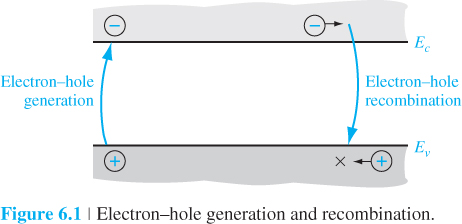 − −
E_c
Electron–hole
generation
Electron–hole
recombination
E_v
+ × +
Figure 6.1 | Electron–hole generation and recombination.